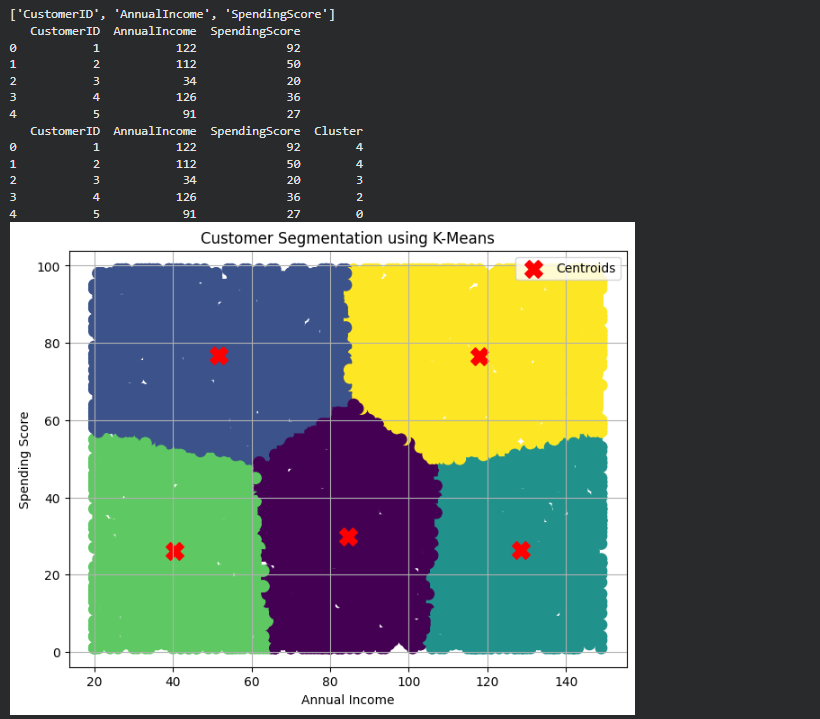 ['CustomerID', 'AnnualIncome', 'SpendingScore']
CustomerID AnnualIncome SpendingScore
0 1 122 92
1 2 112 50
2 3 34 20
3 4 126 36
4 5 91 27
CustomerID AnnualIncome SpendingScore Cluster
0 1 122 92 4
1 2 112 50 4
2 3 34 20 3
3 4 126 36 2
4 5 91 27 0
Customer Segmentation using K-Means
Centroids
100
80
60
40
20
0
Spending Score
20 40 60 80 100 120 140
Annual Income